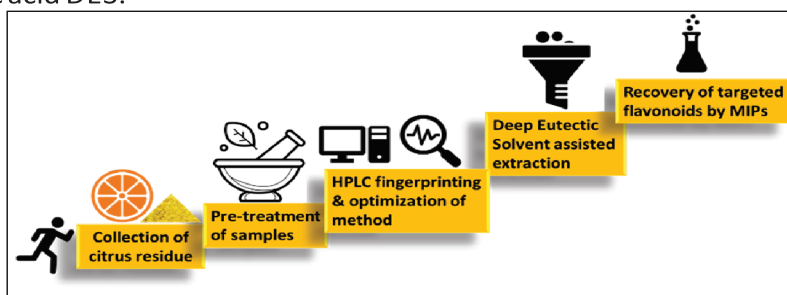 acid DES.
Collection of
citrus residue
Pre-treatment
of samples
HPLC fingerprinting
& optimization of
method
Deep Eutectic
Solvent assisted
extraction
Recovery of targeted
flavonoids by MIPs